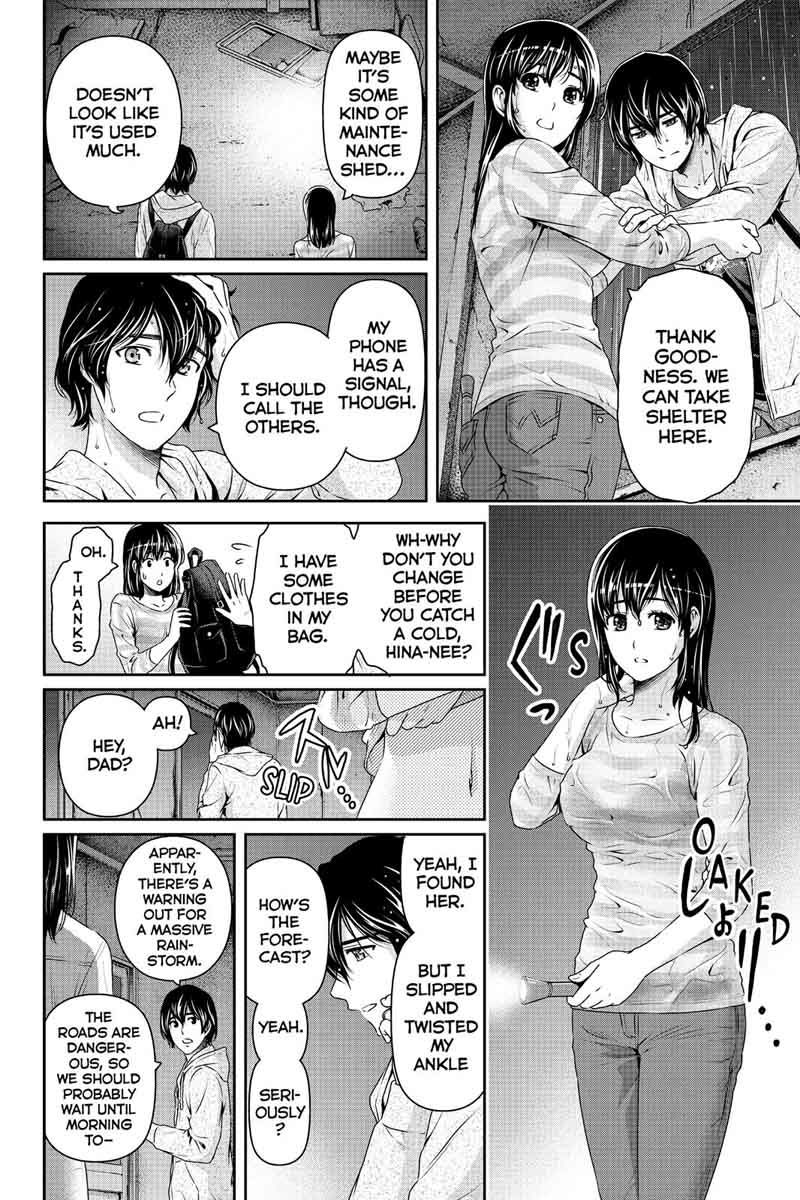 THANK
GOOD-
NESS. WE
CAN TAKE
SHELTER
HERE.
MAYBE
IT'S
SOME
KIND OF
MAINTE-
NANCE
SHED...
DOESN'T
LOOK LIKE
IT'S USED
MUCH.
MY
PHONE
HAS A
SIGNAL,
THOUGH.
I SHOULD
CALL THE
OTHERS.
SOAKED
ぐっしょ...
WH-WHY
DON'T YOU
CHANGE
BEFORE
YOU CATCH
A COLD,
HINA-NEE?
I HAVE
SOME
CLOTHES
IN MY
BAG.
OH.
THANKS.
SLIP
AH!
HEY,
DAD?
YEAH, I
FOUND
HER.
BUT I
SLIPPED
AND
TWISTED
MY
ANKLE
HOW'S
THE
FORE-
CAST?
YEAH.
SERI-
OUSLY
?
APPAR-
ENTLY,
THERE'S A
WARNING
OUT FOR
A MASSIVE
RAIN-
STORM.
THE
ROADS ARE
DANGER-
OUS, SO
WE SHOULD
PROBABLY
WAIT UNTIL
MORNING
TO–